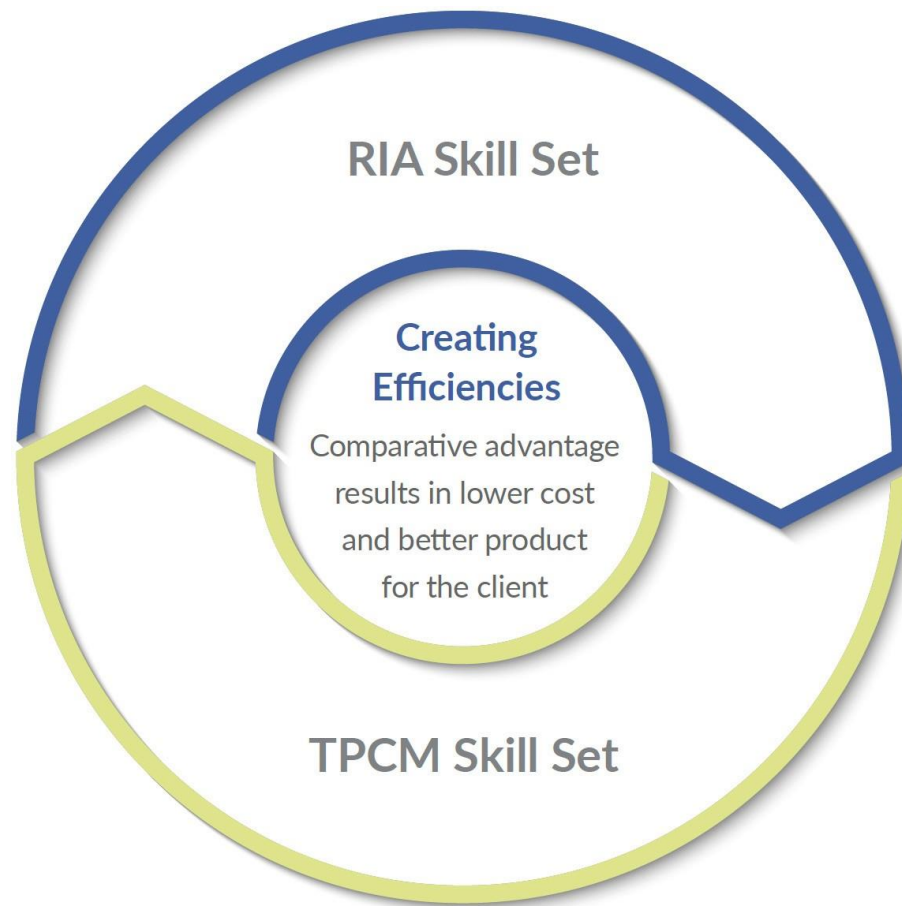 RIA Skill Set
Creating
Efficiencies
Comparative advantage
results in lower cost
and better product
for the client
TPCM Skill Set